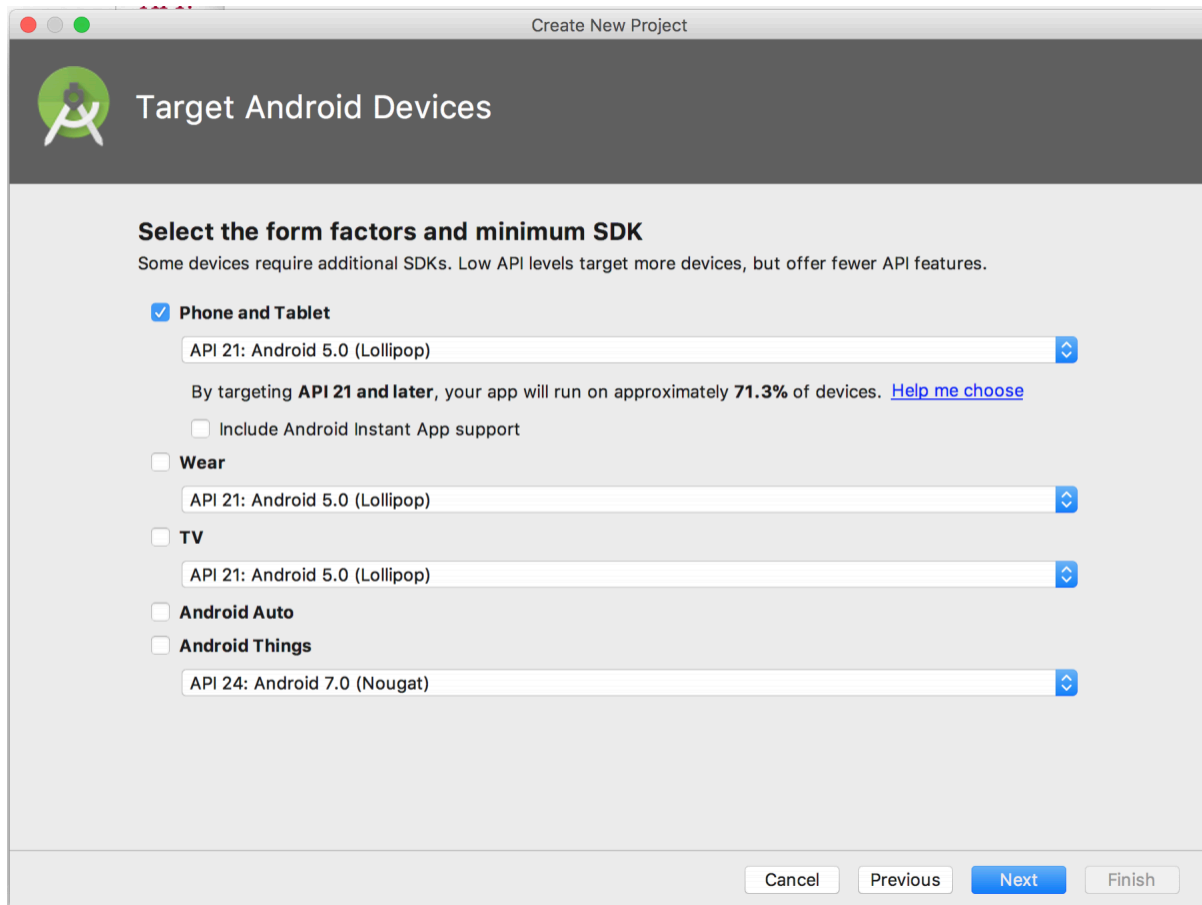 Create New Project
Target Android Devices
Select the form factors and minimum SDK
Some devices require additional SDKs. Low API levels target more devices, but offer fewer API features.
Phone and Tablet
API 21: Android 5.0 (Lollipop)
By targeting API 21 and later, your app will run on approximately 71.3% of devices. Help me choose
Include Android Instant App support
Wear
API 21: Android 5.0 (Lollipop)
TV
API 21: Android 5.0 (Lollipop)
Android Auto
Android Things
API 24: Android 7.0 (Nougat)
Cancel Previous Next Finish